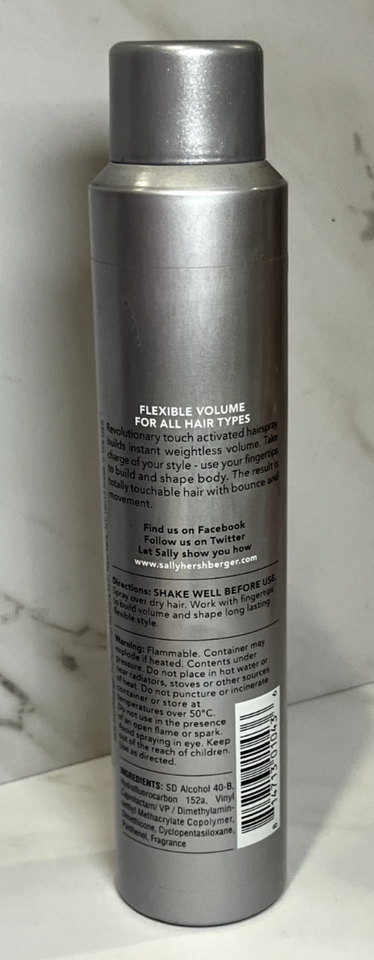 FLEXIBLE VOLUME
FOR ALL HAIR TYPES
Revolutionary touch activated hairspray
builds instant weightless volume. Take
charge of your style - use your fingertips
to build and shape body. The result is
totally touchable hair with bounce and
movement.
Find us on Facebook
Follow us on Twitter
Let Sally show you how
www.sallyhershberger.com
Directions: SHAKE WELL BEFORE USE.
Spray over dry hair. Work with fingertips
to build volume and shape long lasting
flexible style.
Warning: Flammable. Container may
explode if heated. Contents under
pressure. Do not place in hot water or
near radiators, stoves or other sources
of heat. Do not puncture or incinerate
container or store at
temperatures over 50°C.
Do not use in the presence
of an open flame or spark.
Avoid spraying in eye. Keep
out of the reach of children.
Use as directed.
INGREDIENTS: SD Alcohol 40-B,
Hydrofluorocarbon 152a, Vinyl
Caprolactam/ VP / Dimethylamin-
oethyl Methacrylate Copolymer,
Dimethicone, Cyclopentasiloxane,
Panthenol, Fragrance
8 14713 01043 6